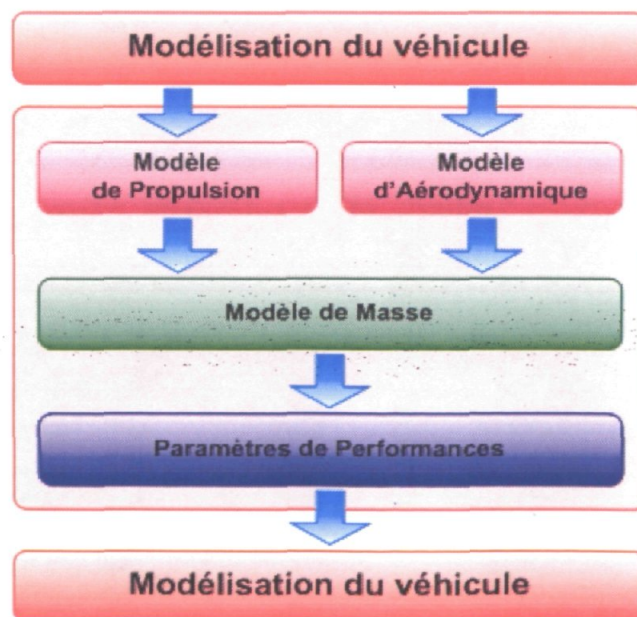 Modélisation du véhicule
Modèle
de Propulsion
Modèle
d'Aérodynamique
Modèle de Masse
Paramètres de Performances
Modélisation du véhicule